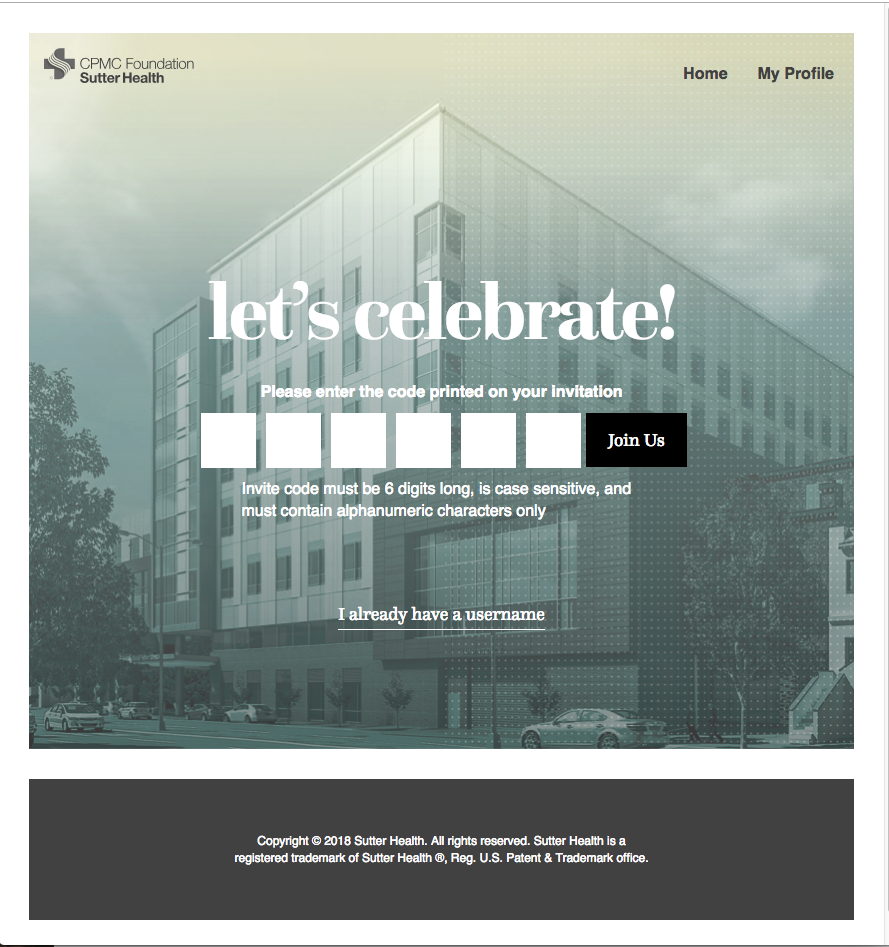 CPMC Foundation
Sutter Health
Home
My Profile
let's celebrate!
Please enter the code printed on your invitation
Join Us
Invite code must be 6 digits long, is case sensitive, and
must contain alphanumeric characters only
I already have a username
Copyright © 2018 Sutter Health. All rights reserved. Sutter Health is a
registered trademark of Sutter Health ®, Reg. U.S. Patent & Trademark office.